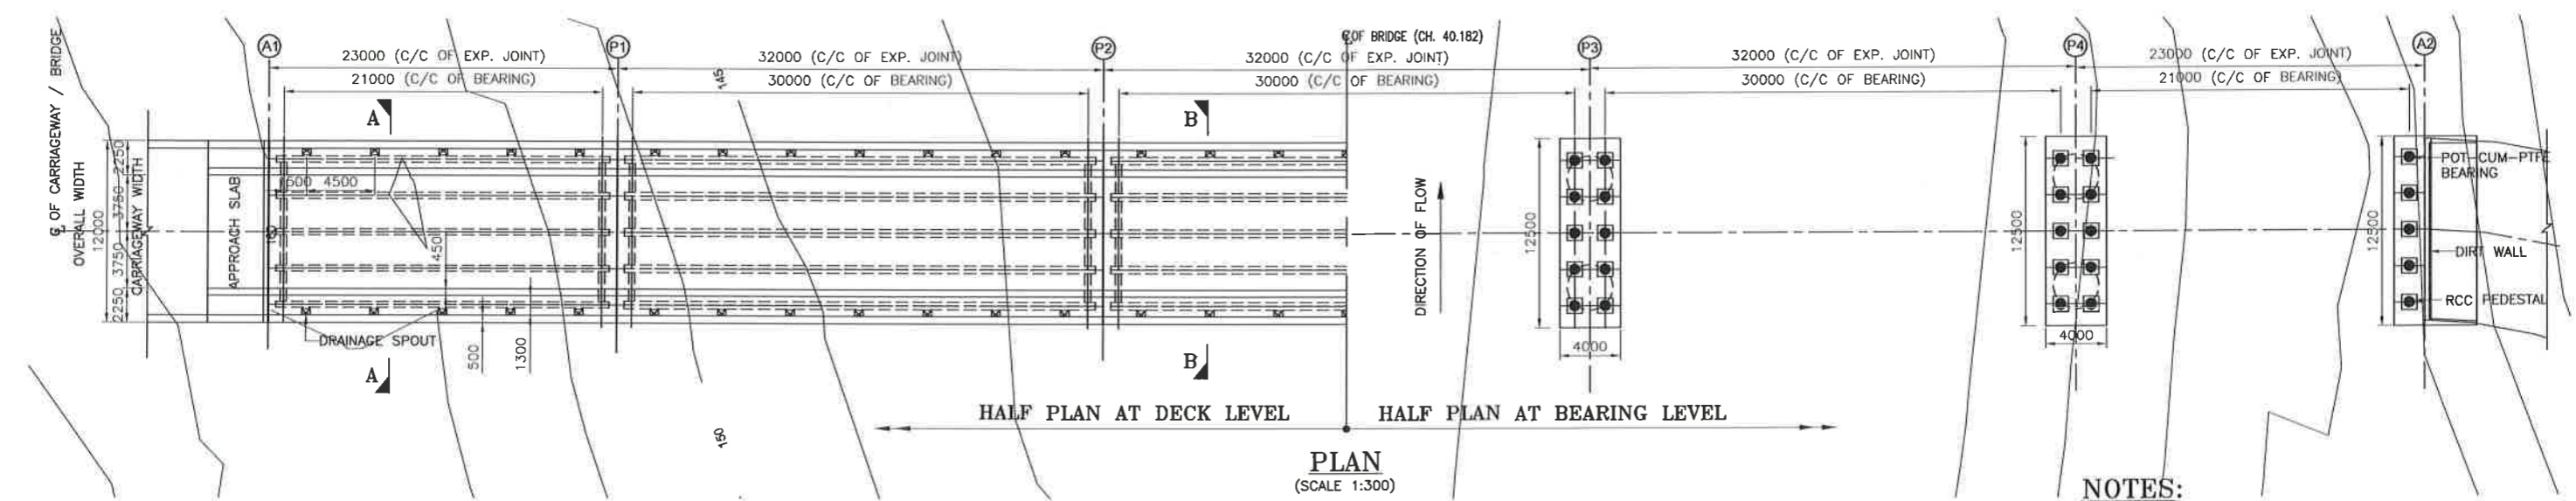 A1
P1
P2
P3
P4
A2
℄ OF BRIDGE (CH. 40.182)
23000 (C/C OF EXP. JOINT)
32000 (C/C OF EXP. JOINT)
32000 (C/C OF EXP. JOINT)
32000 (C/C OF EXP. JOINT)
23000 (C/C OF EXP. JOINT)
21000 (C/C OF BEARING)
30000 (C/C OF BEARING)
30000 (C/C OF BEARING)
30000 (C/C OF BEARING)
21000 (C/C OF BEARING)
145
A
B
℄ OF CARRIAGEWAY / BRIDGE
OVERALL WIDTH
12000
2250 3750 3750 2250
CARRIAGEWAY WIDTH
APPROACH SLAB
4500
450
DIRECTION OF FLOW
12500
12500
12500
POT-CUM-PTFE
BEARING
DIRT WALL
RCC PEDESTAL
DRAINAGE SPOUT
500
1300
4000
4000
A
B
150
HALF PLAN AT DECK LEVEL
HALF PLAN AT BEARING LEVEL
PLAN
(SCALE 1:300)
NOTES: